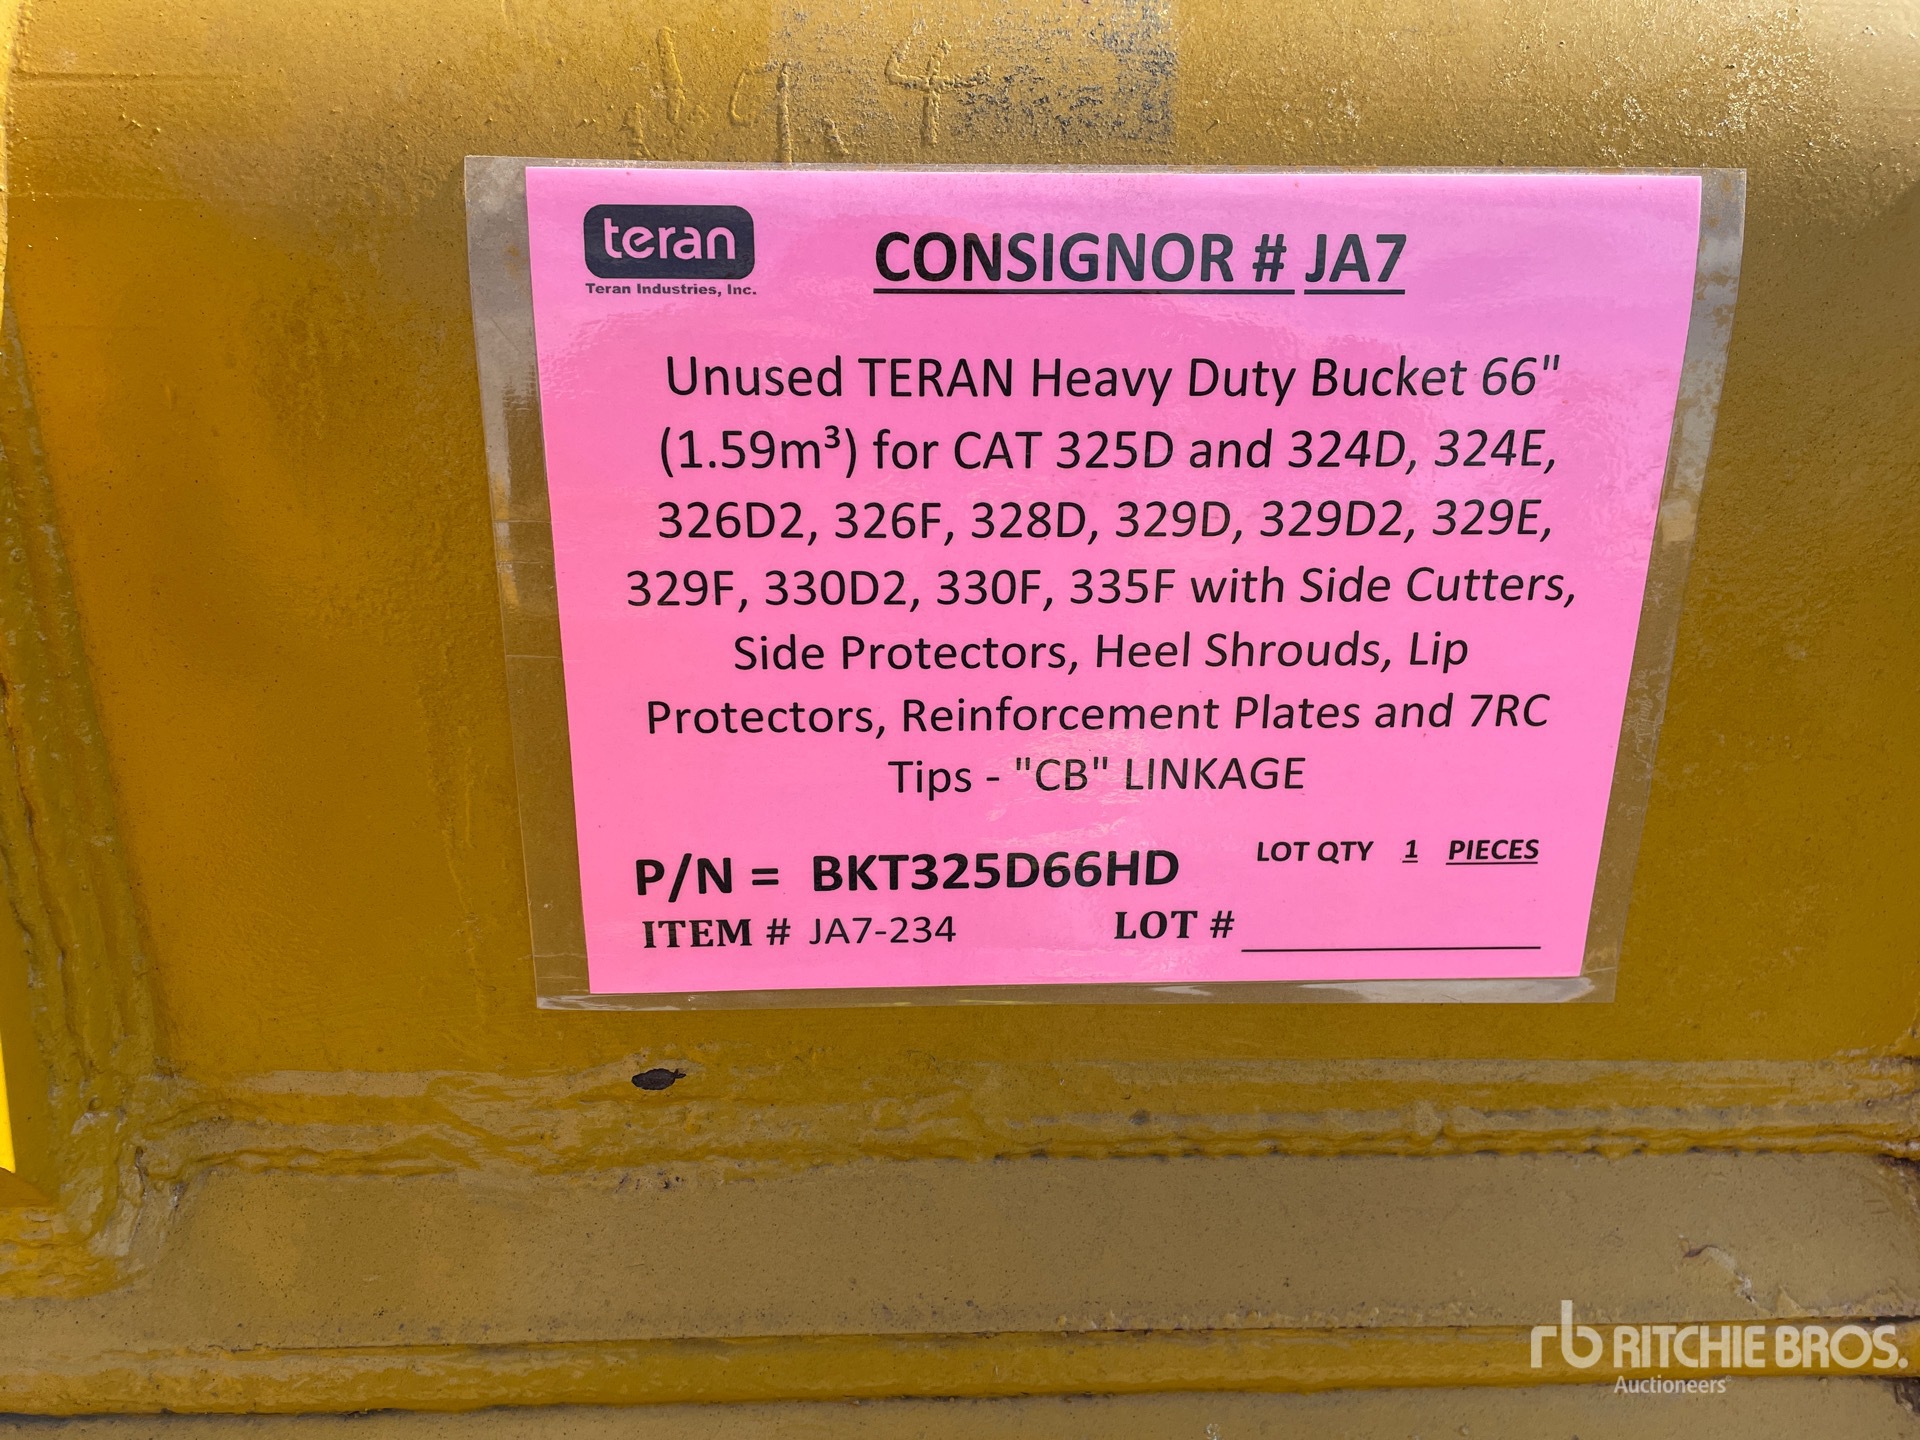 teran
Teran Industries, Inc.
CONSIGNOR # JA7
Unused TERAN Heavy Duty Bucket 66"
(1.59m³) for CAT 325D and 324D, 324E,
326D2, 326F, 328D, 329D, 329D2, 329E,
329F, 330D2, 330F, 335F with Side Cutters,
Side Protectors, Heel Shrouds, Lip
Protectors, Reinforcement Plates and 7RC
Tips - "CB" LINKAGE
LOT QTY 1 PIECES
P/N = BKT325D66HD
ITEM # JA7-234 LOT #
rb RITCHIE BROS.
Auctioneers